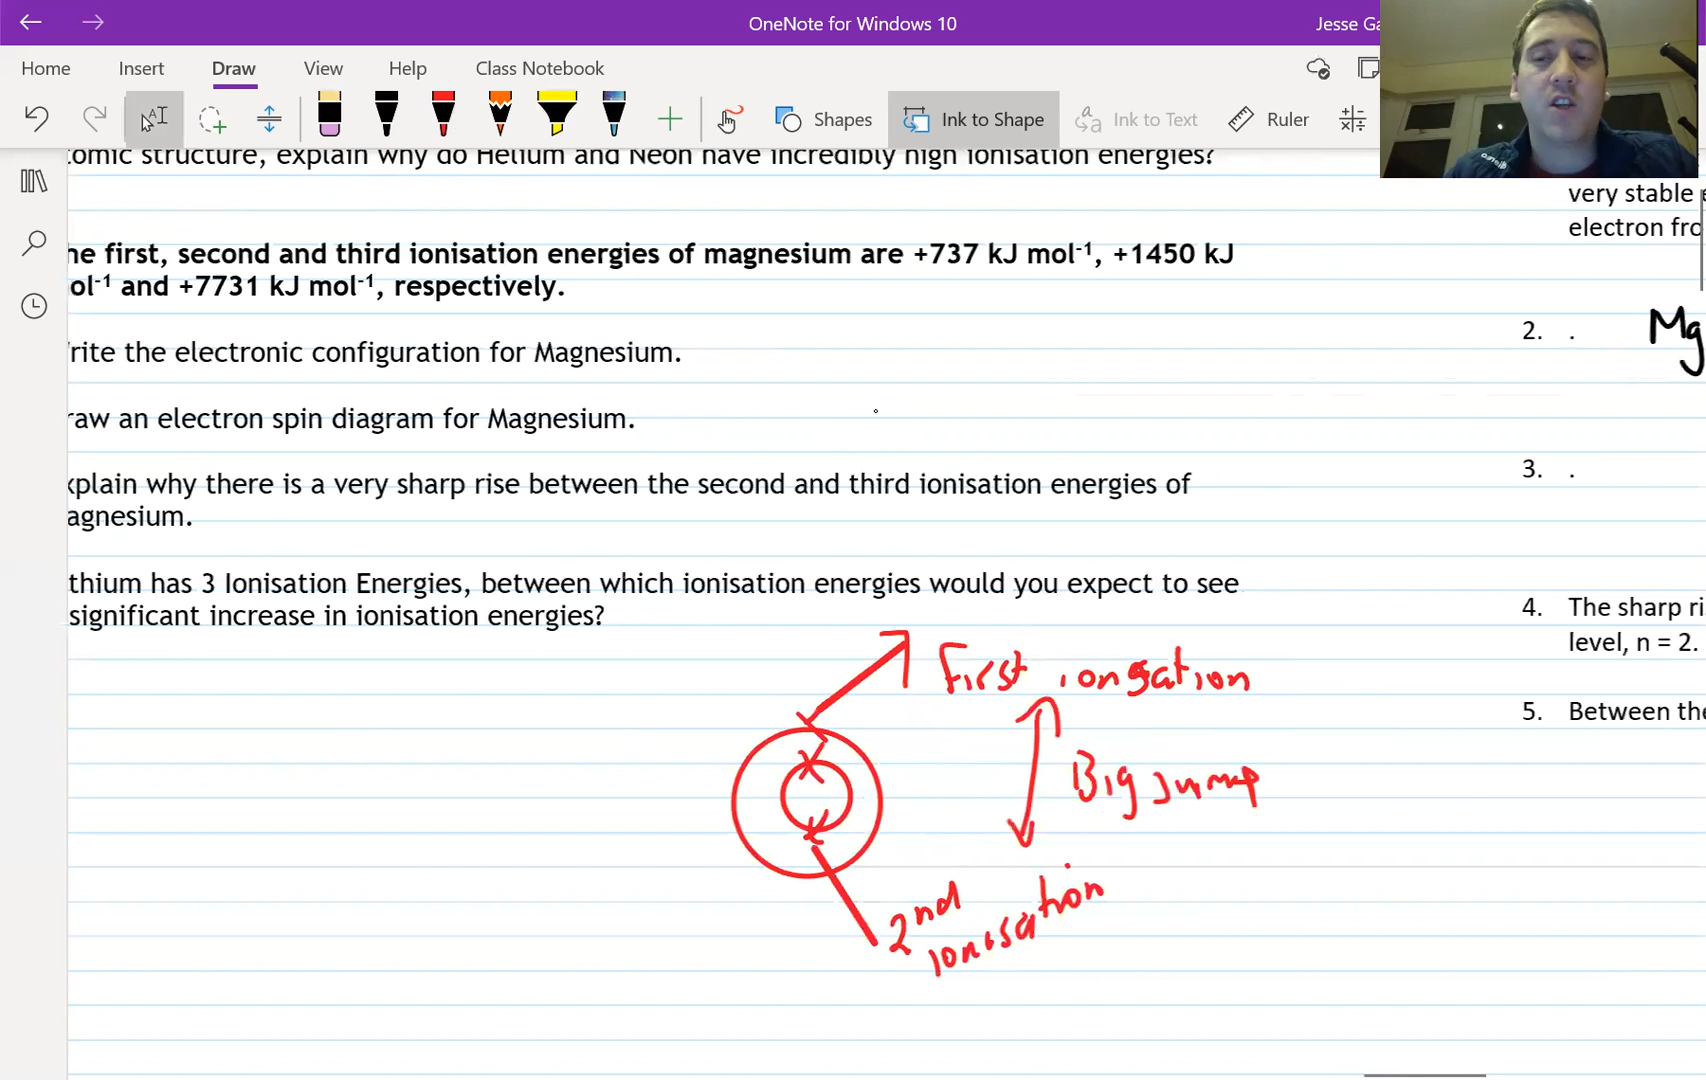 OneNote for Windows 10
Jesse Ga
Home Insert Draw View Help Class Notebook
Shapes Ink to Shape Ink to Text Ruler
tomic structure, explain why do Helium and Neon have incredibly high ionisation energies?
very stable e
electron fro
he first, second and third ionisation energies of magnesium are +737 kJ mol-1, +1450 kJ
ol-1 and +7731 kJ mol-1, respectively.
2. . Mg
rite the electronic configuration for Magnesium.
raw an electron spin diagram for Magnesium.
3. .
xplain why there is a very sharp rise between the second and third ionisation energies of
agnesium.
thium has 3 Ionisation Energies, between which ionisation energies would you expect to see
significant increase in ionisation energies?
4. The sharp ri
level, n = 2.
5. Between the
First ionsation
Big Jump
2nd
ionisation